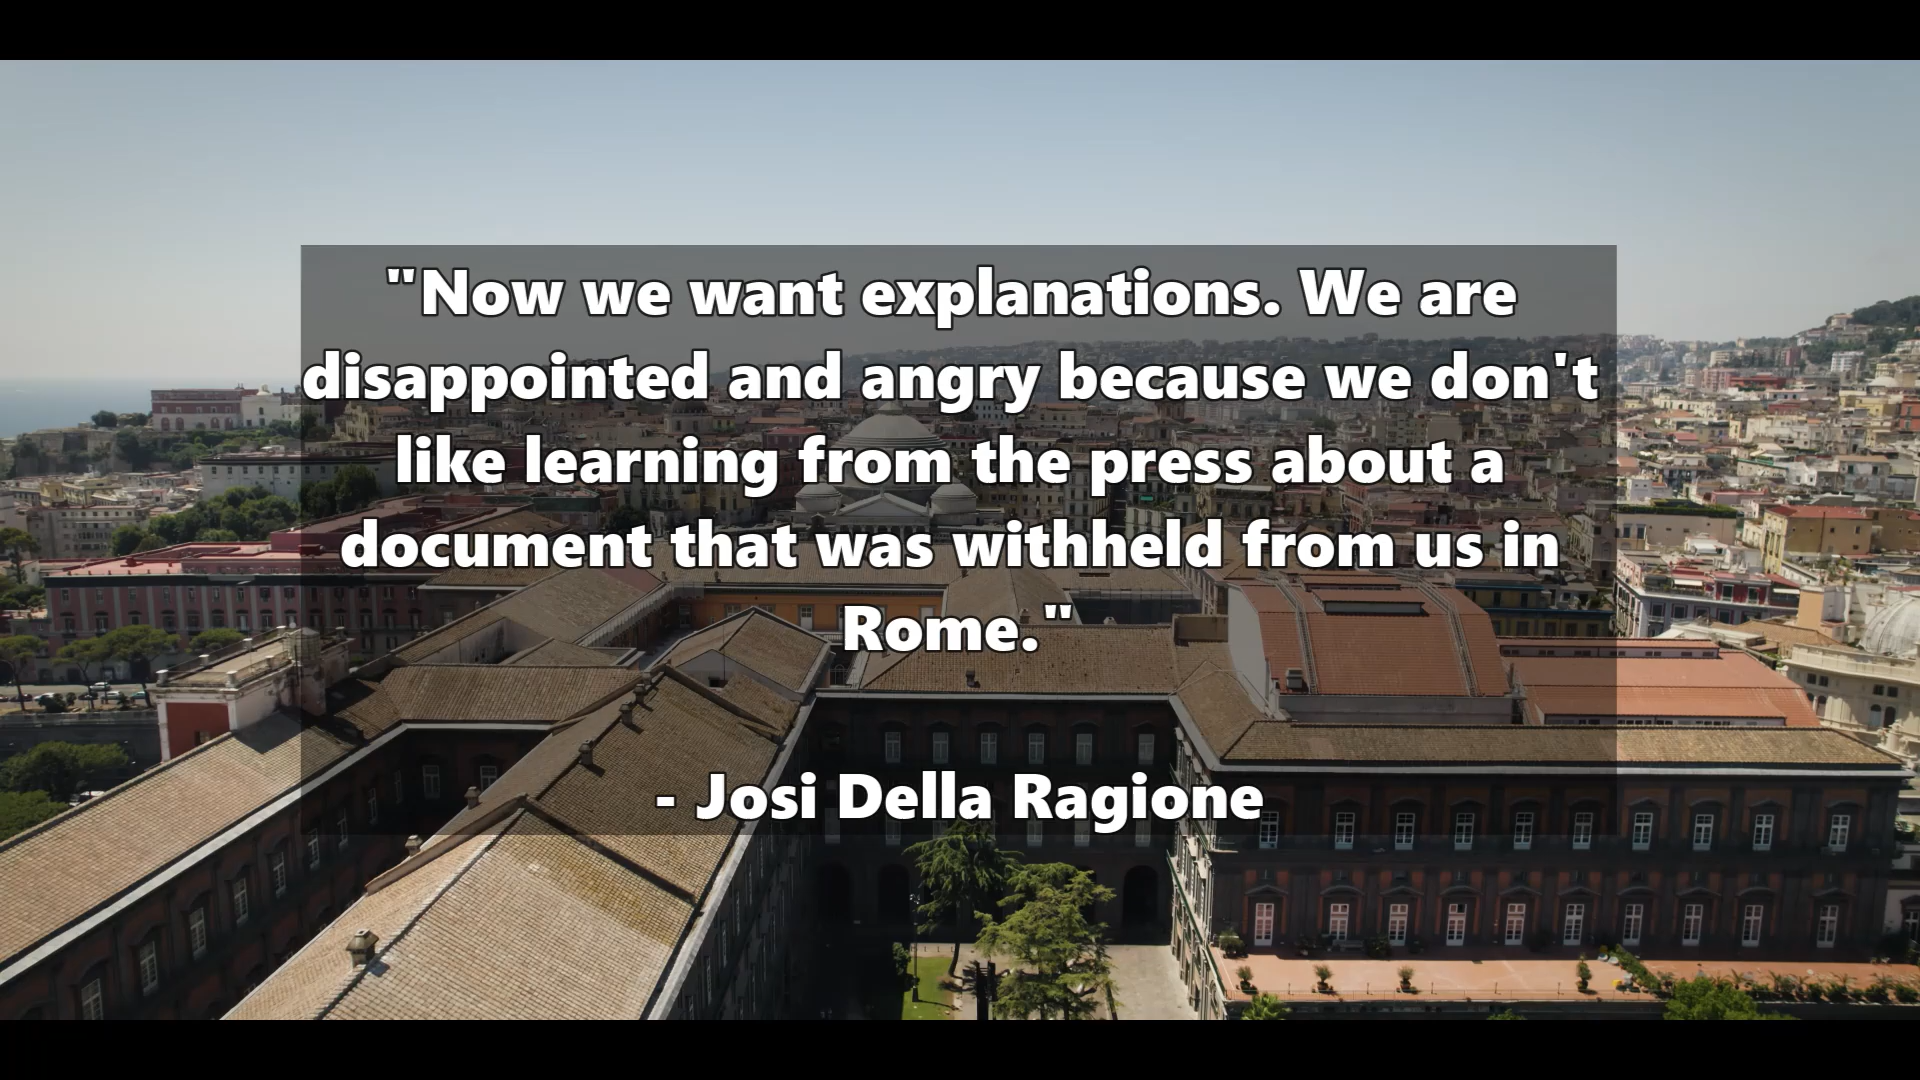 "Now we want explanations. We are
disappointed and angry because we don't
like learning from the press about a
document that was withheld from us in
Rome."
- Josi Della Ragione